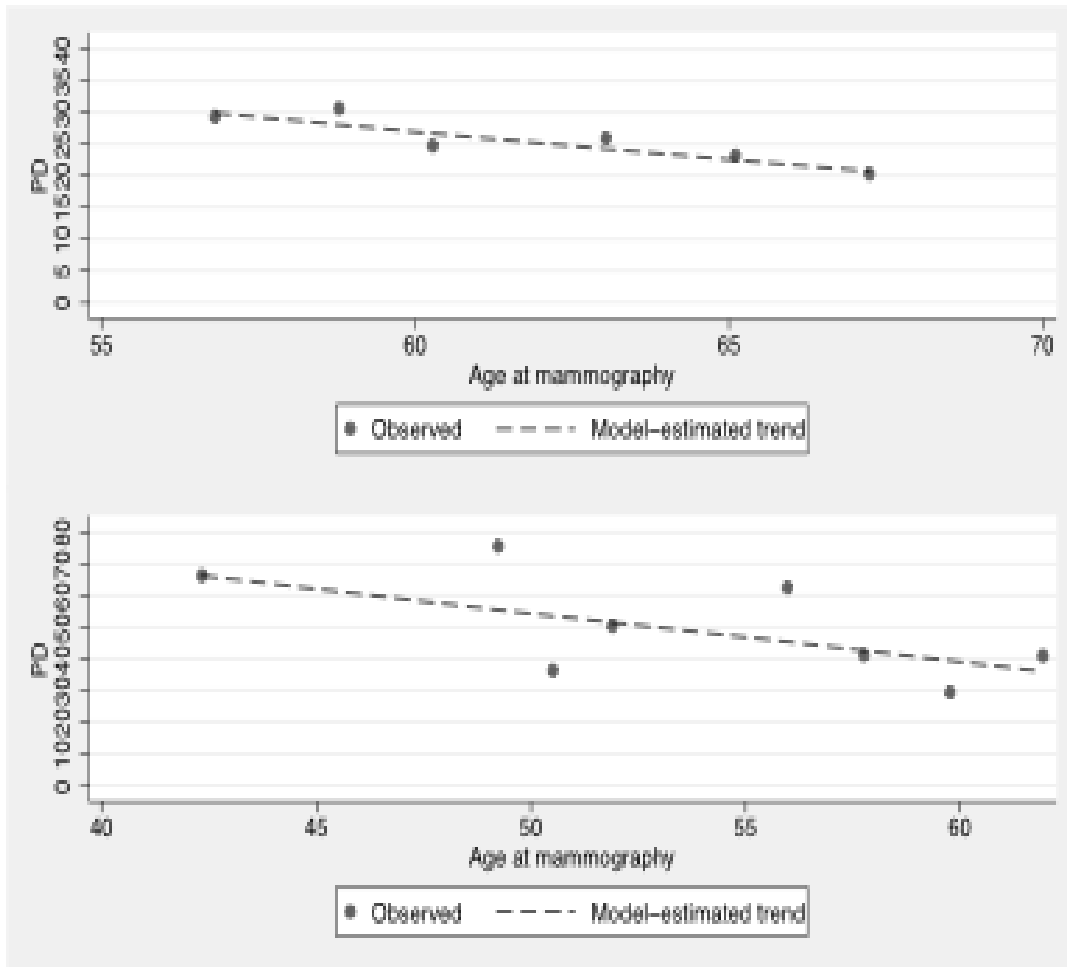 PD
0 5 10 15 20 25 30 35 40
55 60 65 70
Age at mammography
Observed Model-estimated trend
PD
0 10 20 30 40 50 60 70 80
40 45 50 55 60
Age at mammography
Observed Model-estimated trend